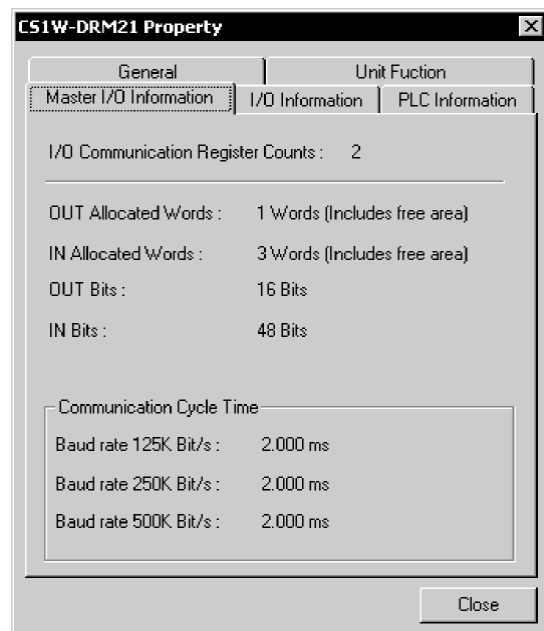 CS1W-DRM21 Property
General
Unit Fuction
Master I/O Information
I/O Information
PLC Information
I/O Communication Register Counts : 2
OUT Allocated Words : 1 Words (Includes free area)
IN Allocated Words : 3 Words (Includes free area)
OUT Bits : 16 Bits
IN Bits : 48 Bits
Communication Cycle Time
Baud rate 125K Bit/s : 2.000 ms
Baud rate 250K Bit/s : 2.000 ms
Baud rate 500K Bit/s : 2.000 ms
Close